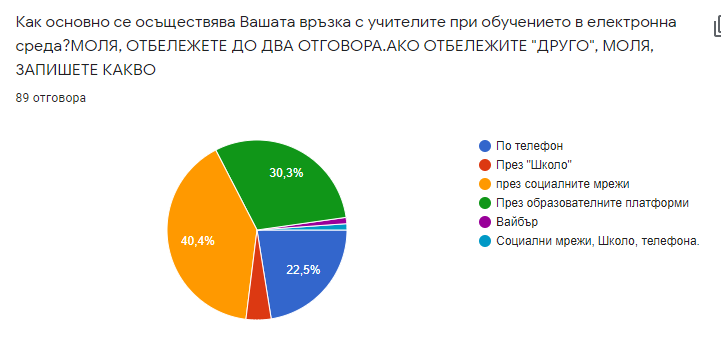 Как основно се осъществява Вашата връзка с учителите при обучението в електронна
среда?МОЛЯ, ОТБЕЛЕЖЕТЕ ДО ДВА ОТГОВОРА.АКО ОТБЕЛЕЖИТЕ "ДРУГО", МОЛЯ,
ЗАПИШЕТЕ КАКВО
89 отговора
По телефон
През "Школо"
през социалните мрежи
През образователните платформи
Вайбър
Социални мрежи, Школо, телефона.
30,3%
40,4%
22,5%